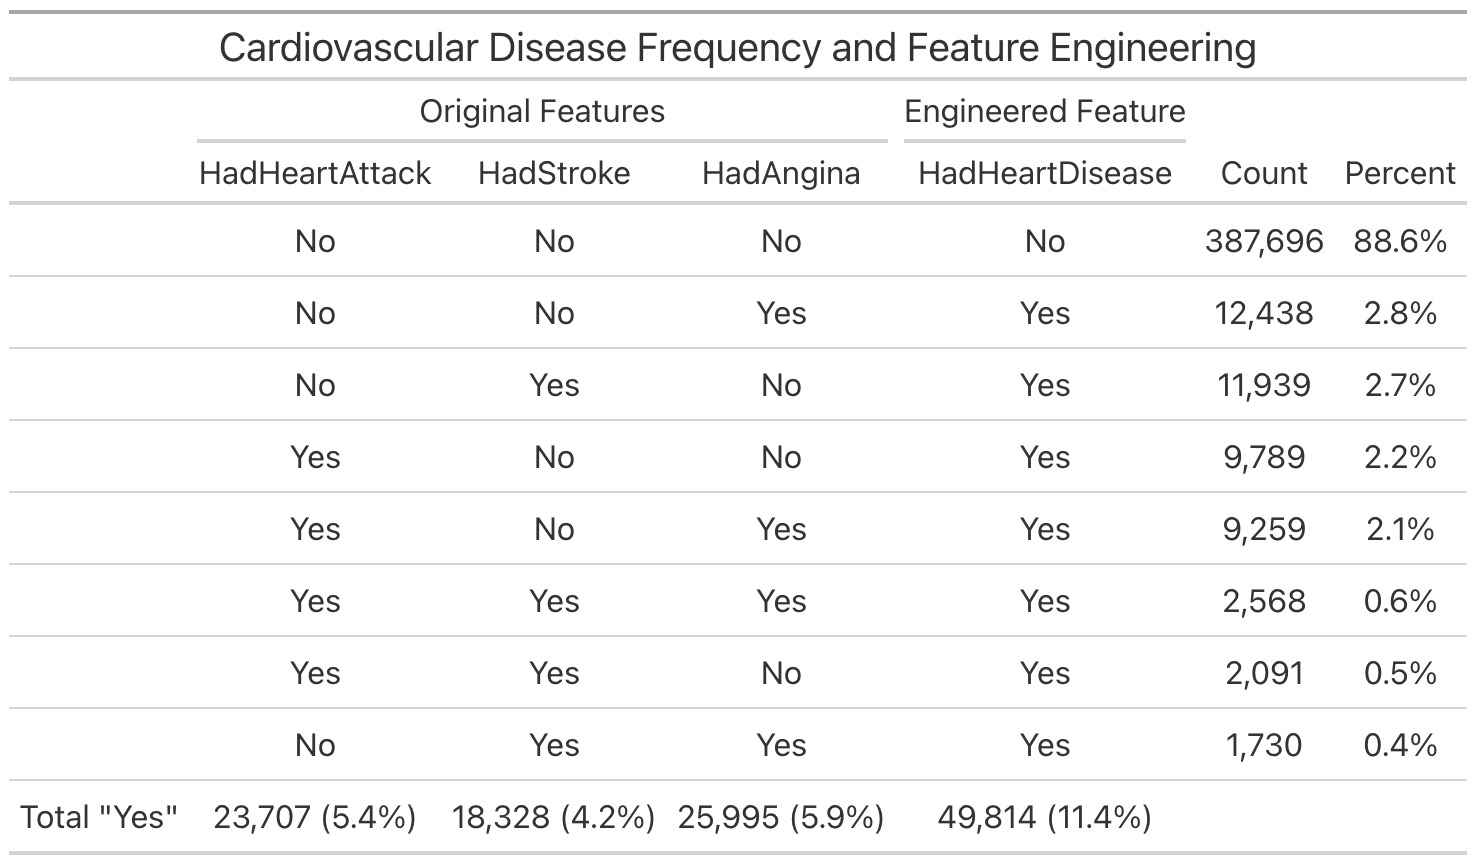 Cardiovascular Disease Frequency and Feature Engineering
Original Features Engineered Feature
HadHeartAttack HadStroke HadAngina HadHeartDisease Count Percent
No No No No 387,696 88.6%
No No Yes Yes 12,438 2.8%
No Yes No Yes 11,939 2.7%
Yes No No Yes 9,789 2.2%
Yes No Yes Yes 9,259 2.1%
Yes Yes Yes Yes 2,568 0.6%
Yes Yes No Yes 2,091 0.5%
No Yes Yes Yes 1,730 0.4%
Total "Yes" 23,707 (5.4%) 18,328 (4.2%) 25,995 (5.9%) 49,814 (11.4%)